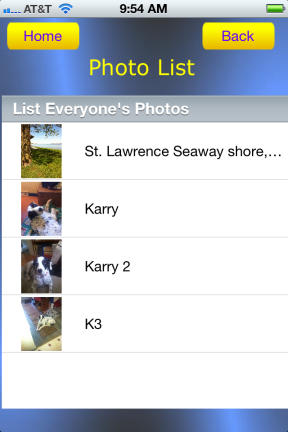 AT&T 9:54 AM
Home Back
Photo List
List Everyone's Photos
St. Lawrence Seaway shore,...
Karry
Karry 2
K3